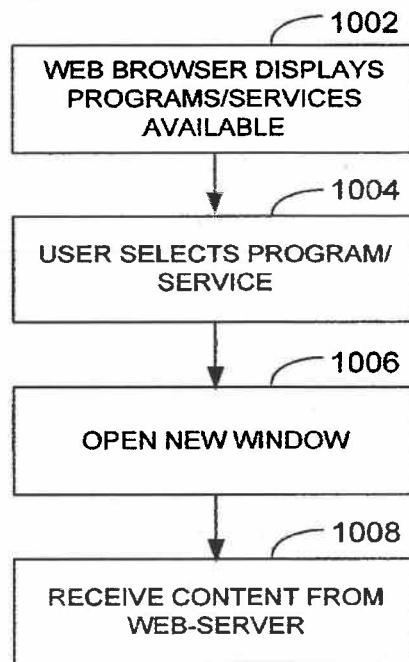 1002
WEB BROWSER DISPLAYS
PROGRAMS/SERVICES
AVAILABLE
1004
USER SELECTS PROGRAM/
SERVICE
1006
OPEN NEW WINDOW
1008
RECEIVE CONTENT FROM
WEB-SERVER